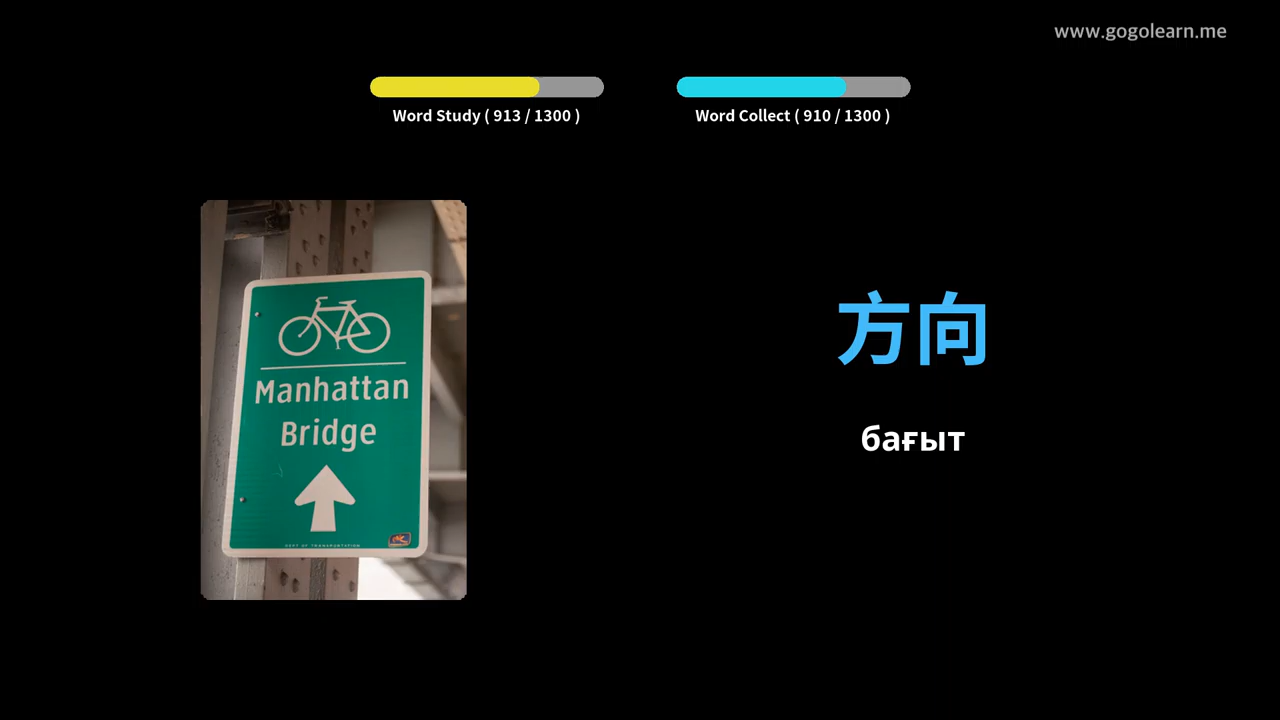 www.gogolearn.me
Word Study ( 913 / 1300 )
Word Collect ( 910 / 1300 )
Manhattan
Bridge
方向
бағыт